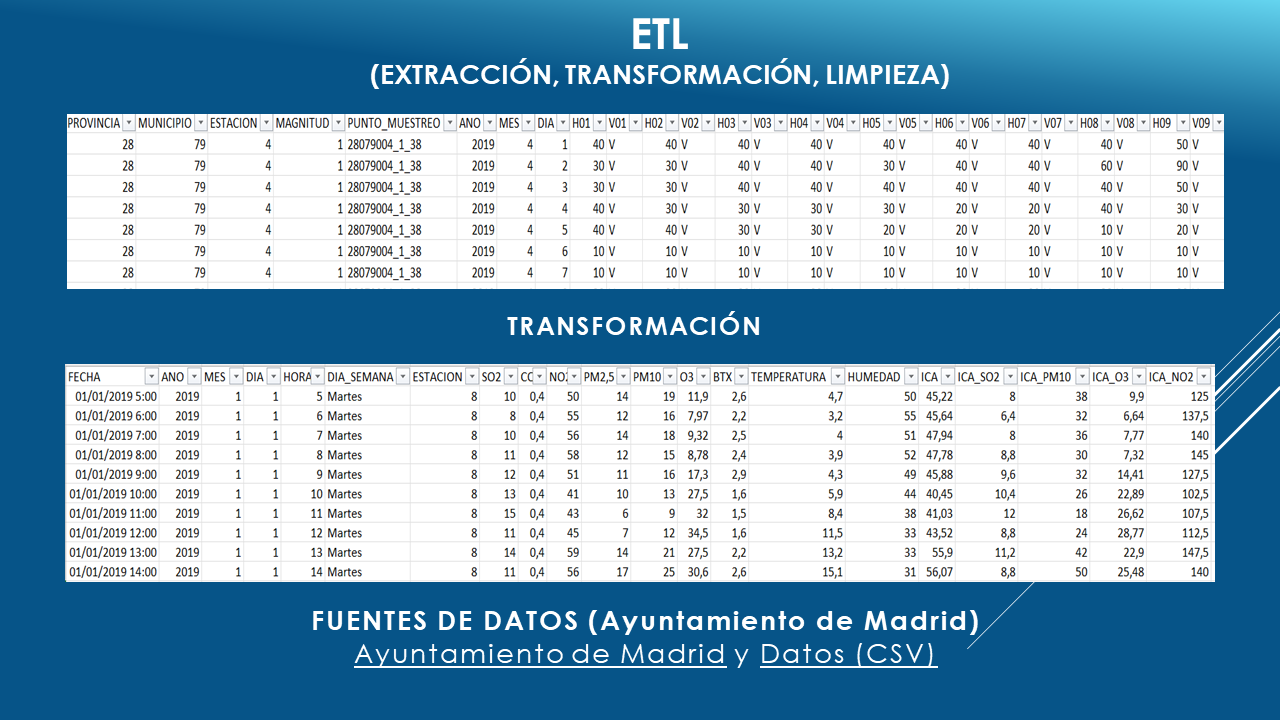 ETL
(EXTRACCIÓN, TRANSFORMACIÓN, LIMPIEZA)
PROVINCIA MUNICIPIO ESTACION MAGNITUD PUNTO_MUESTREO ANO MES DIA H01 V01 H02 V02 H03 V03 H04 V04 H05 V05 H06 V06 H07 V07 H08 V08 H09 V09
28 79 4 1 28079004_1_38 2019 4 1 40 V 40 V 40 V 40 V 40 V 40 V 40 V 40 V 50 V
28 79 4 1 28079004_1_38 2019 4 2 30 V 30 V 30 V 40 V 30 V 40 V 40 V 60 V 90 V
28 79 4 1 28079004_1_38 2019 4 3 30 V 40 V 40 V 40 V 40 V 40 V 40 V 40 V 50 V
28 79 4 1 28079004_1_38 2019 4 4 40 V 30 V 30 V 30 V 30 V 20 V 20 V 40 V 30 V
28 79 4 1 28079004_1_38 2019 4 5 40 V 40 V 30 V 30 V 20 V 20 V 20 V 10 V 20 V
28 79 4 1 28079004_1_38 2019 4 6 10 V 10 V 10 V 10 V 10 V 10 V 10 V 10 V 10 V
28 79 4 1 28079004_1_38 2019 4 7 10 V 10 V 10 V 10 V 10 V 10 V 10 V 10 V 10 V
TRANSFORMACIÓN
FECHA ANO MES DIA HORA DIA_SEMANA ESTACION SO2 CO NO2 PM2,5 PM10 O3 BTX TEMPERATURA HUMEDAD ICA ICA_SO2 ICA_PM10 ICA_O3 ICA_NO2
01/01/2019 5:00 2019 1 1 5 Martes 8 10 0,4 50 14 19 11,9 2,6 4,7 50 45,22 8 38 9,9 125
01/01/2019 6:00 2019 1 1 6 Martes 8 8 0,4 55 12 16 7,97 2,2 3,2 55 45,64 6,4 32 6,64 137,5
01/01/2019 7:00 2019 1 1 7 Martes 8 10 0,4 56 14 18 9,32 2,5 4 51 47,94 8 36 7,77 140
01/01/2019 8:00 2019 1 1 8 Martes 8 11 0,4 58 12 15 8,78 2,4 3,9 52 47,78 8,8 30 7,32 145
01/01/2019 9:00 2019 1 1 9 Martes 8 12 0,4 51 11 16 17,3 2,9 4,3 49 45,88 9,6 32 14,41 127,5
01/01/2019 10:00 2019 1 1 10 Martes 8 13 0,4 41 10 13 27,5 1,6 5,9 44 40,45 10,4 26 22,89 102,5
01/01/2019 11:00 2019 1 1 11 Martes 8 15 0,4 43 6 9 32 1,5 8,4 38 41,03 12 18 26,62 107,5
01/01/2019 12:00 2019 1 1 12 Martes 8 11 0,4 45 7 12 34,5 1,6 11,5 33 43,52 8,8 24 28,77 112,5
01/01/2019 13:00 2019 1 1 13 Martes 8 14 0,4 59 14 21 27,5 2,2 13,2 33 55,9 11,2 42 22,9 147,5
01/01/2019 14:00 2019 1 1 14 Martes 8 11 0,4 56 17 25 30,6 2,6 15,1 31 56,07 8,8 50 25,48 140
FUENTES DE DATOS (Ayuntamiento de Madrid)
Ayuntamiento de Madrid y Datos (CSV)